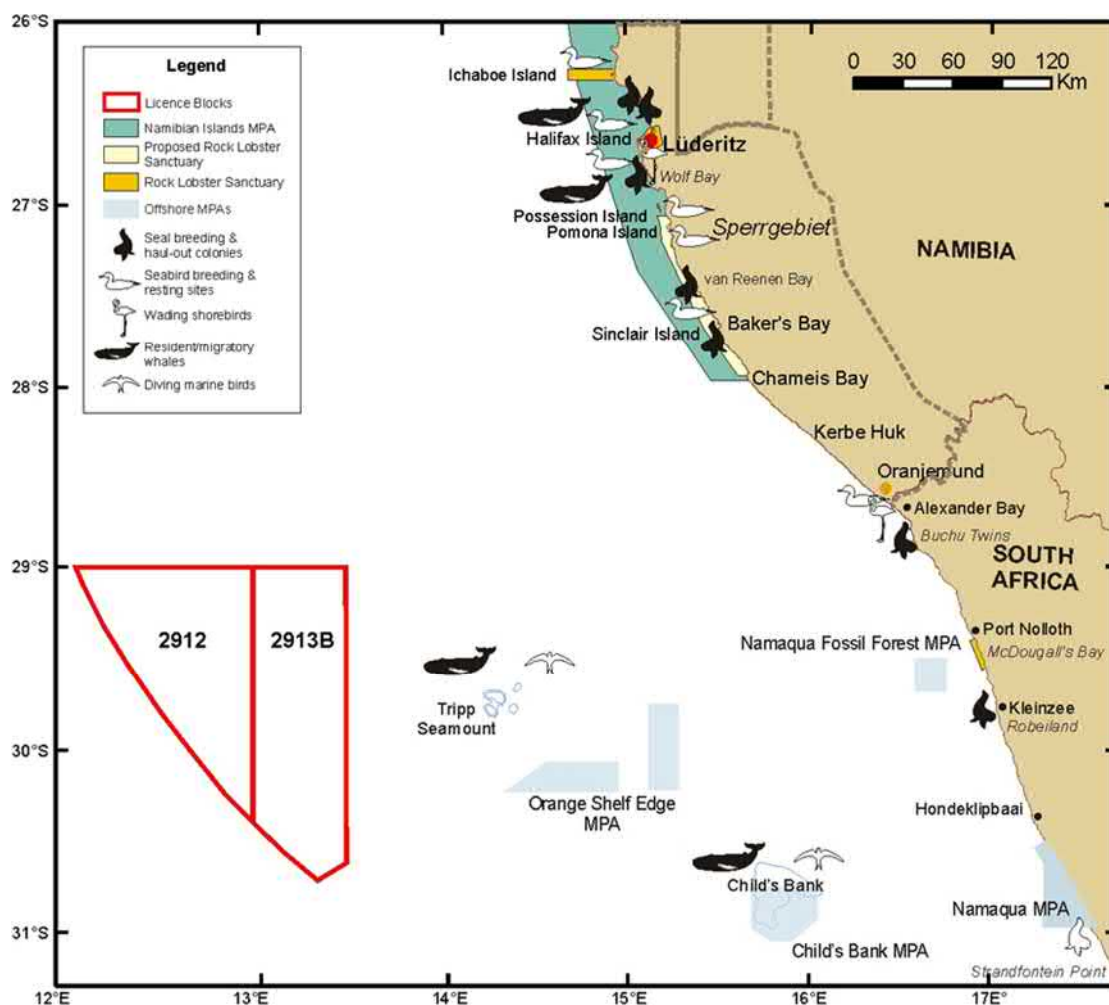 26°S
27°S
28°S
29°S
30°S
31°S
12°E
13°E
14°E
15°E
16°E
17°E
Legend
Licence Blocks
Namibian Islands MPA
Proposed Rock Lobster
Sanctuary
Rock Lobster Sanctuary
Offshore MPAs
Seal breeding &
haul-out colonies
Seabird breeding &
resting sites
Wading shorebirds
Resident/migratory
whales
Diving marine birds
0 30 60 90 120
Km
Ichaboe Island
Halifax Island
Lüderitz
Wolf Bay
Possession Island
Pomona Island
Sperrgebiet
NAMIBIA
van Reenen Bay
Sinclair Island
Baker's Bay
Chameis Bay
Kerbe Huk
Oranjemund
Alexander Bay
Buchu Twins
SOUTH
AFRICA
2912
2913B
Port Nolloth
McDougall's Bay
Namaqua Fossil Forest MPA
Tripp
Seamount
Kleinzee
Robeiland
Orange Shelf Edge
MPA
Hondeklipbaai
Child's Bank
Namaqua MPA
Child's Bank MPA
Strandfontein Point